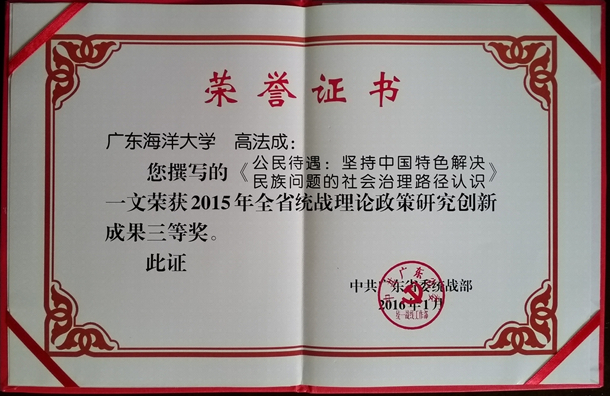 荣誉证书
广东海洋大学 高法成：
您撰写的《公民待遇：坚持中国特色解决
民族问题的社会治理路径认识》
一文荣获2015年全省统战理论政策研究创新
成果三等奖。
此证
中共广东省委统战部
2016年1月